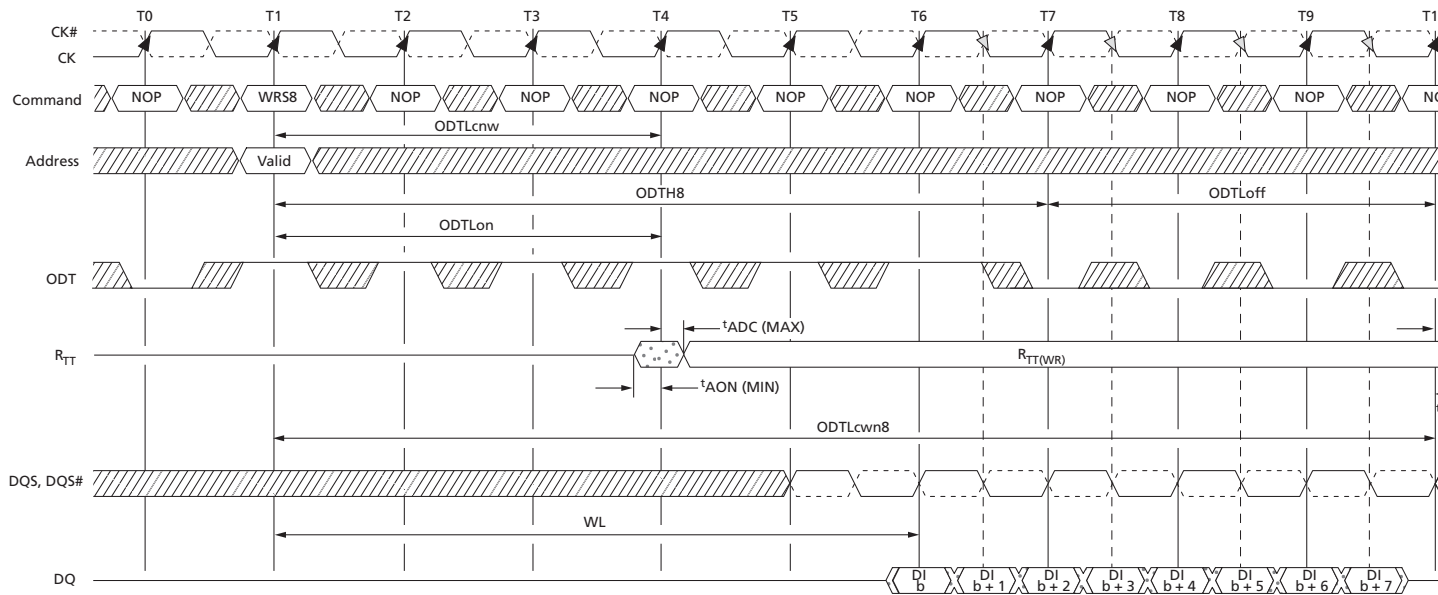 T0 T1 T2 T3 T4 T5 T6 T7 T8 T9 T1
CK#
CK
Command NOP WRS8 NOP NOP NOP NOP NOP NOP NOP NOP NO
ODTLcnw
Address Valid
ODTH8 ODTLoff
ODTLon
ODT
tADC (MAX)
RTT RTT(WR)
tAON (MIN)
t
ODTLcwn8
DQS, DQS#
WL
DQ DI b DI b + 1 DI b + 2 DI b + 3 DI b + 4 DI b + 5 DI b + 6 DI b + 7